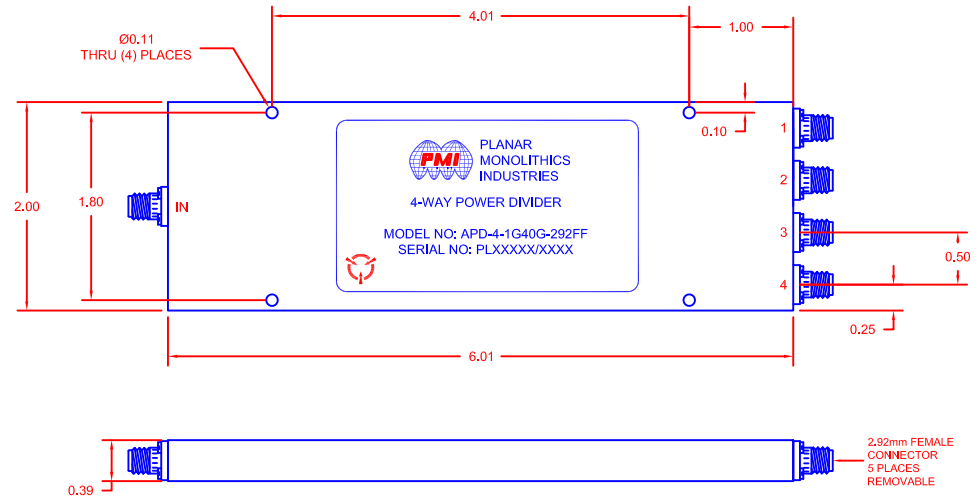 4.01
1.00
Ø0.11
THRU (4) PLACES
0.10
1
PMI
PLANAR
MONOLITHICS
INDUSTRIES
2
4-WAY POWER DIVIDER
2.00
1.80
IN
MODEL NO: APD-4-1G40G-292FF
SERIAL NO: PLXXXXX/XXXX
3
0.50
4
0.25
6.01
2.92mm FEMALE
CONNECTOR
5 PLACES
REMOVABLE
0.39